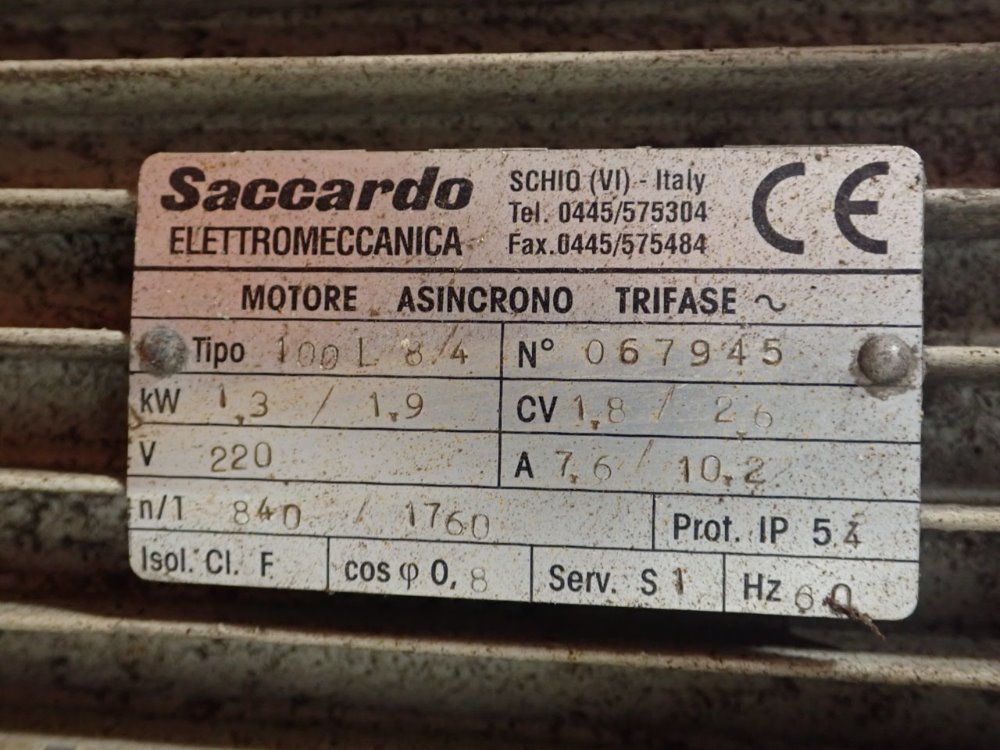 Saccardo
ELETTROMECCANICA
SCHIO (VI) - Italy
Tel. 0445/575304
Fax.0445/575484
CE
MOTORE ASINCRONO TRIFASE ~
Tipo 100 L 8/4 N° 067945
kW 1,3 / 1,9 CV 1,8 / 2,6
V 220 A 7,6 / 10,2
n/1 840 / 1760 Prot. IP 54
Isol. Cl. F cos φ 0,8 Serv. S 1 Hz 60